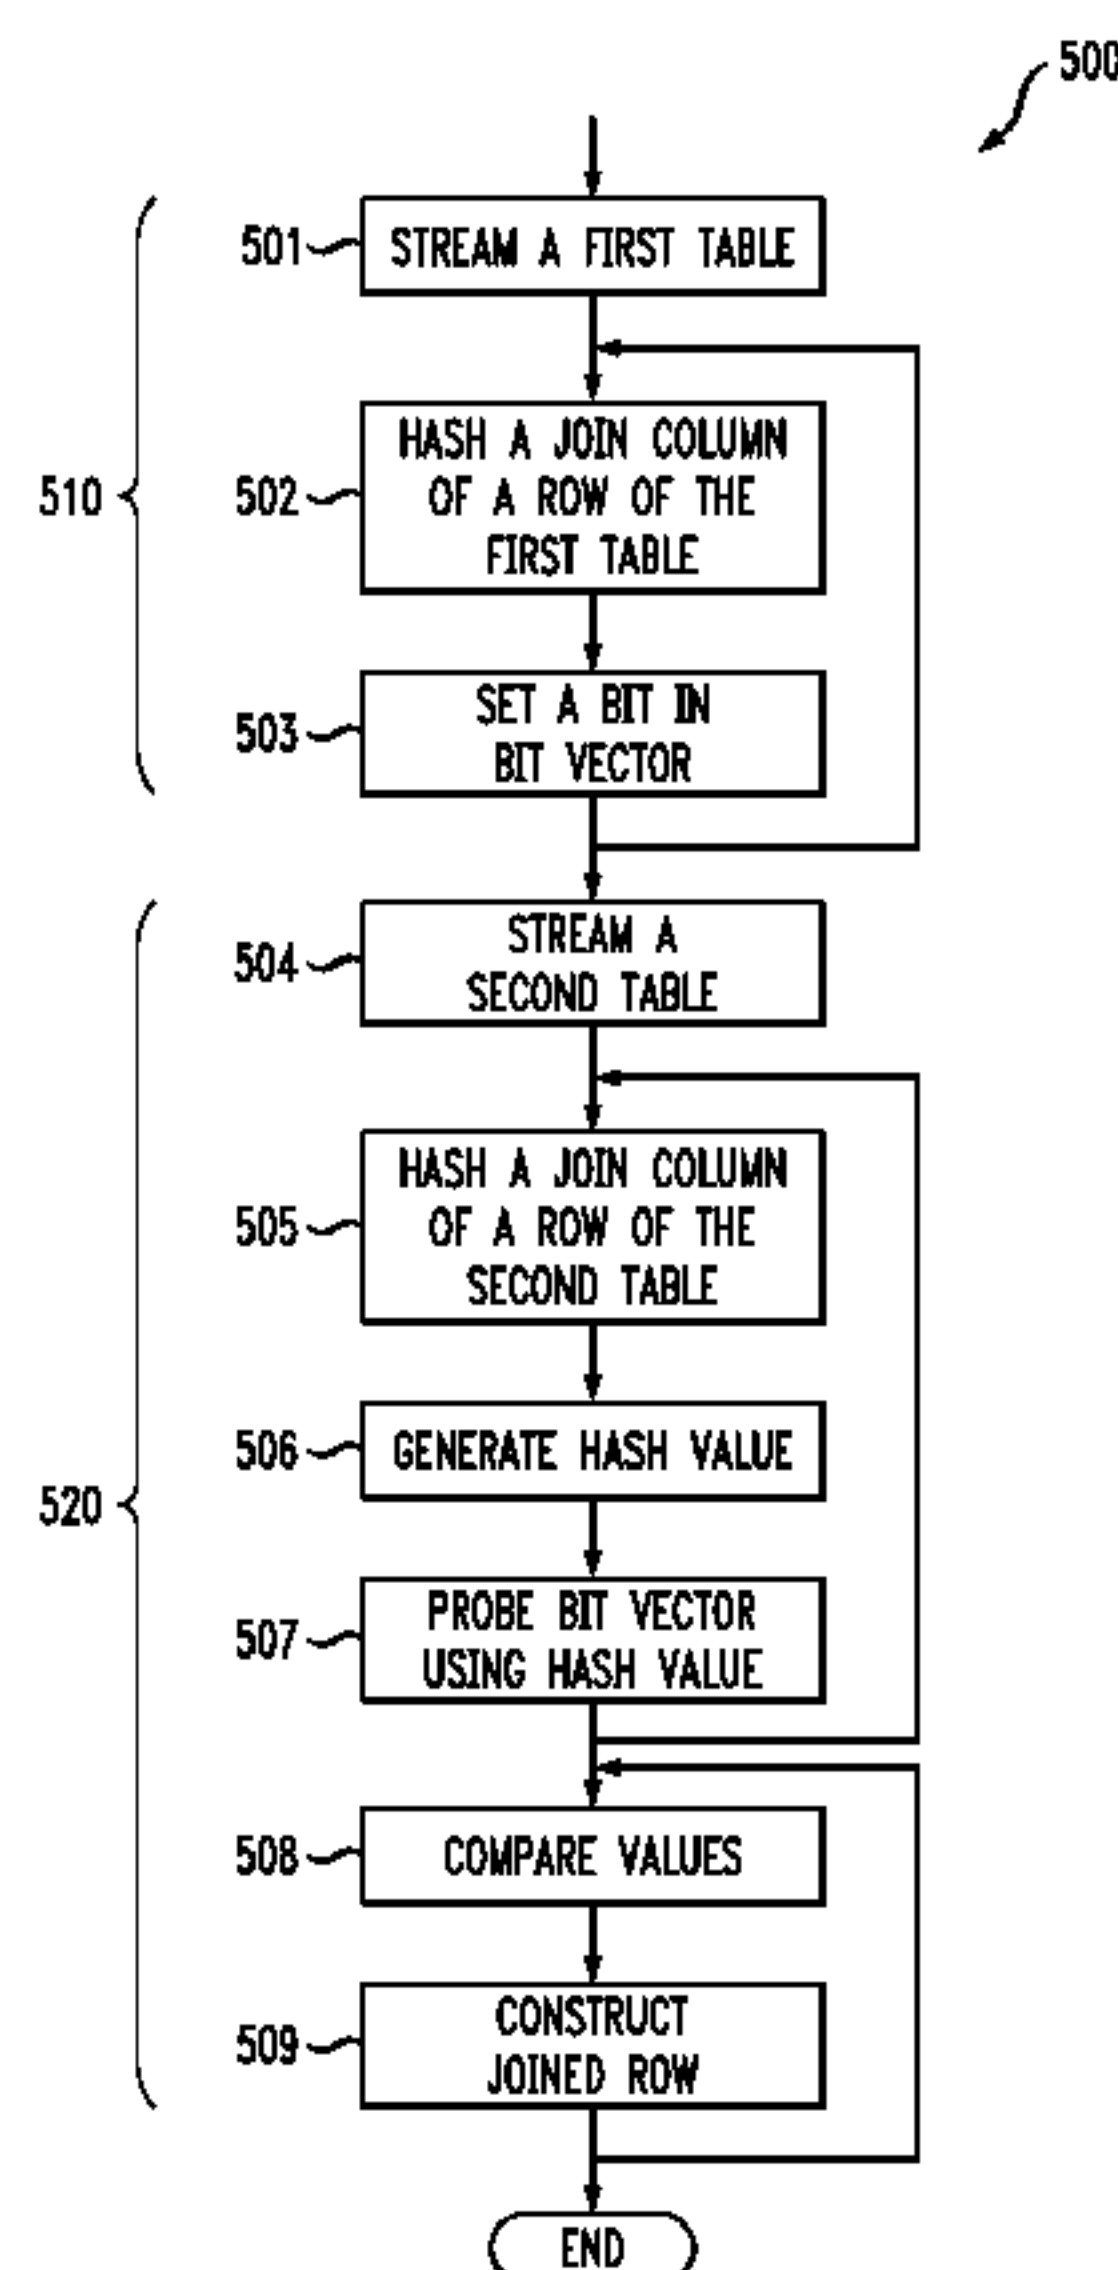 500
501
STREAM A FIRST TABLE
510
502
HASH A JOIN COLUMN
OF A ROW OF THE
FIRST TABLE
503
SET A BIT IN
BIT VECTOR
504
STREAM A
SECOND TABLE
505
HASH A JOIN COLUMN
OF A ROW OF THE
SECOND TABLE
506
GENERATE HASH VALUE
520
507
PROBE BIT VECTOR
USING HASH VALUE
508
COMPARE VALUES
509
CONSTRUCT
JOINED ROW
END